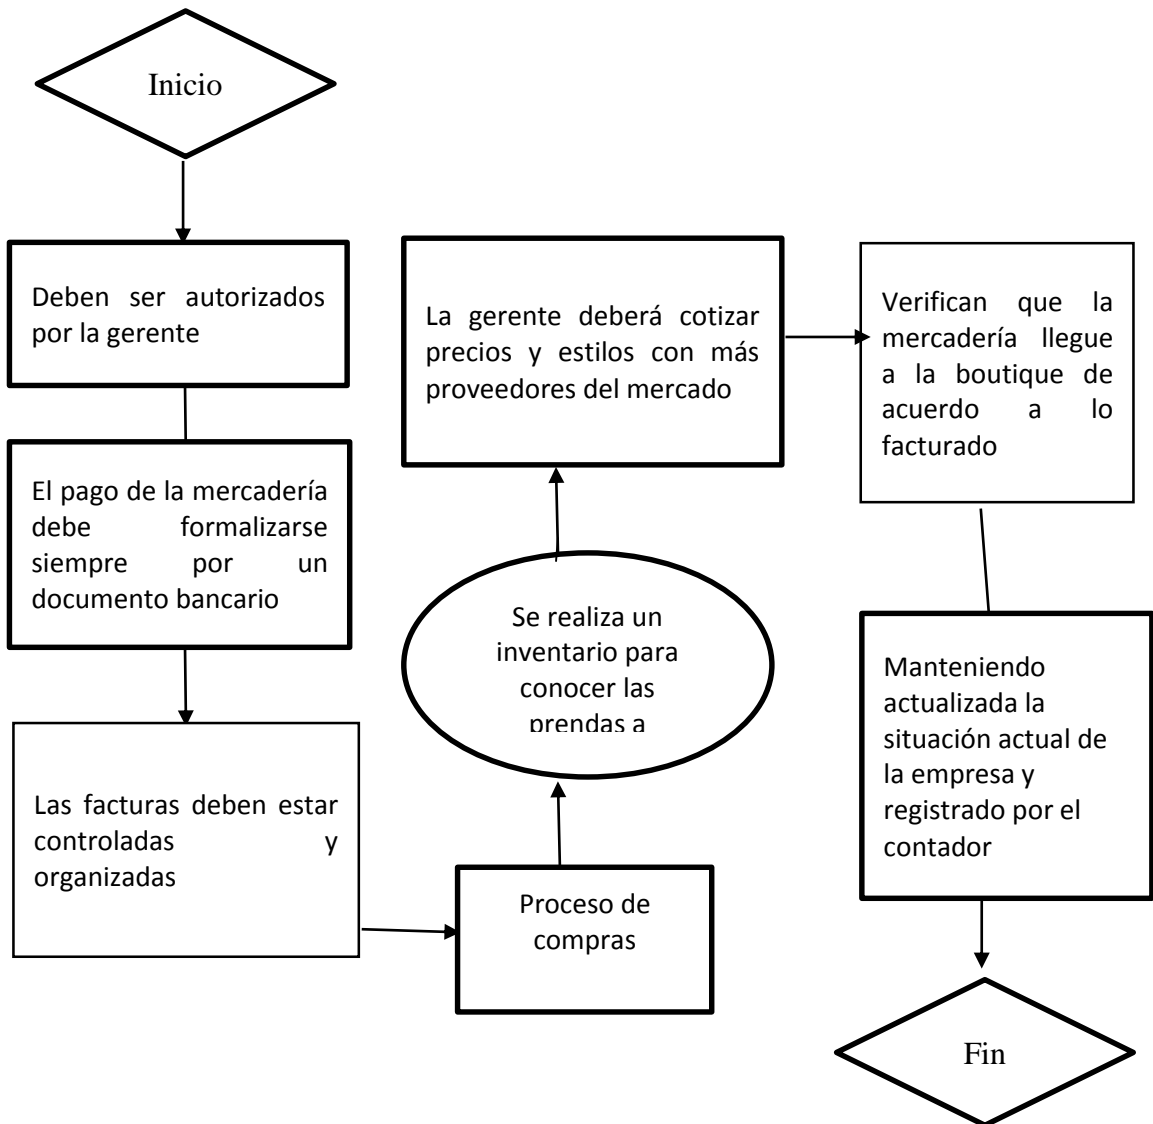 Inicio
Deben ser autorizados
por la gerente
El pago de la mercadería
debe formalizarse
siempre por un
documento bancario
Las facturas deben estar
controladas y
organizadas
Proceso de
compras
Se realiza un
inventario para
conocer las
prendas a
La gerente deberá cotizar
precios y estilos con más
proveedores del mercado
Verifican que la
mercadería llegue
a la boutique de
acuerdo a lo
facturado
Manteniendo
actualizada la
situación actual de
la empresa y
registrado por el
contador
Fin